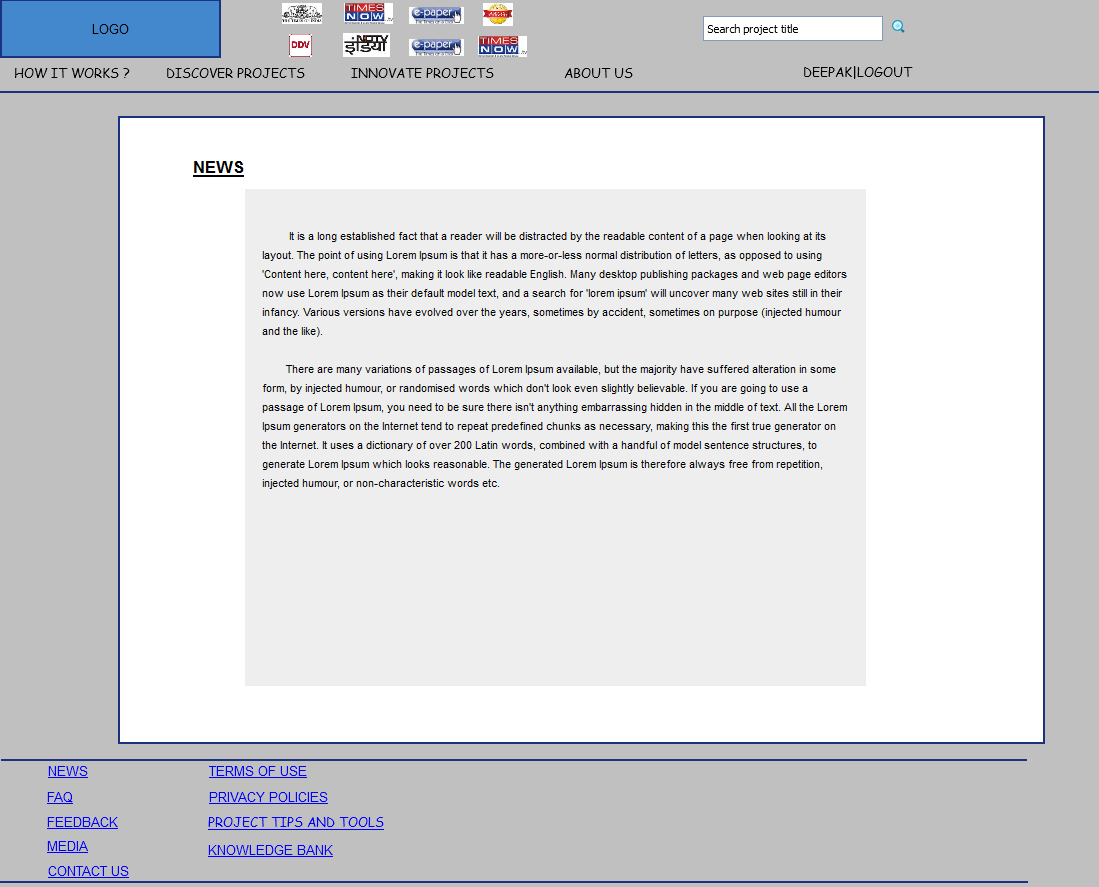 LOGO
TIMES NOW
e-paper
DDV
NDTV
इंडिया
e-paper
TIMES NOW
Search project title
HOW IT WORKS ?
DISCOVER PROJECTS
INNOVATE PROJECTS
ABOUT US
DEEPAK|LOGOUT
NEWS
It is a long established fact that a reader will be distracted by the readable content of a page when looking at its
layout. The point of using Lorem Ipsum is that it has a more-or-less normal distribution of letters, as opposed to using
'Content here, content here', making it look like readable English. Many desktop publishing packages and web page editors
now use Lorem Ipsum as their default model text, and a search for 'lorem ipsum' will uncover many web sites still in their
infancy. Various versions have evolved over the years, sometimes by accident, sometimes on purpose (injected humour
and the like).
There are many variations of passages of Lorem Ipsum available, but the majority have suffered alteration in some
form, by injected humour, or randomised words which don't look even slightly believable. If you are going to use a
passage of Lorem Ipsum, you need to be sure there isn't anything embarrassing hidden in the middle of text. All the Lorem
Ipsum generators on the Internet tend to repeat predefined chunks as necessary, making this the first true generator on
the Internet. It uses a dictionary of over 200 Latin words, combined with a handful of model sentence structures, to
generate Lorem Ipsum which looks reasonable. The generated Lorem Ipsum is therefore always free from repetition,
injected humour, or non-characteristic words etc.
NEWS
FAQ
FEEDBACK
MEDIA
CONTACT US
TERMS OF USE
PRIVACY POLICIES
PROJECT TIPS AND TOOLS
KNOWLEDGE BANK